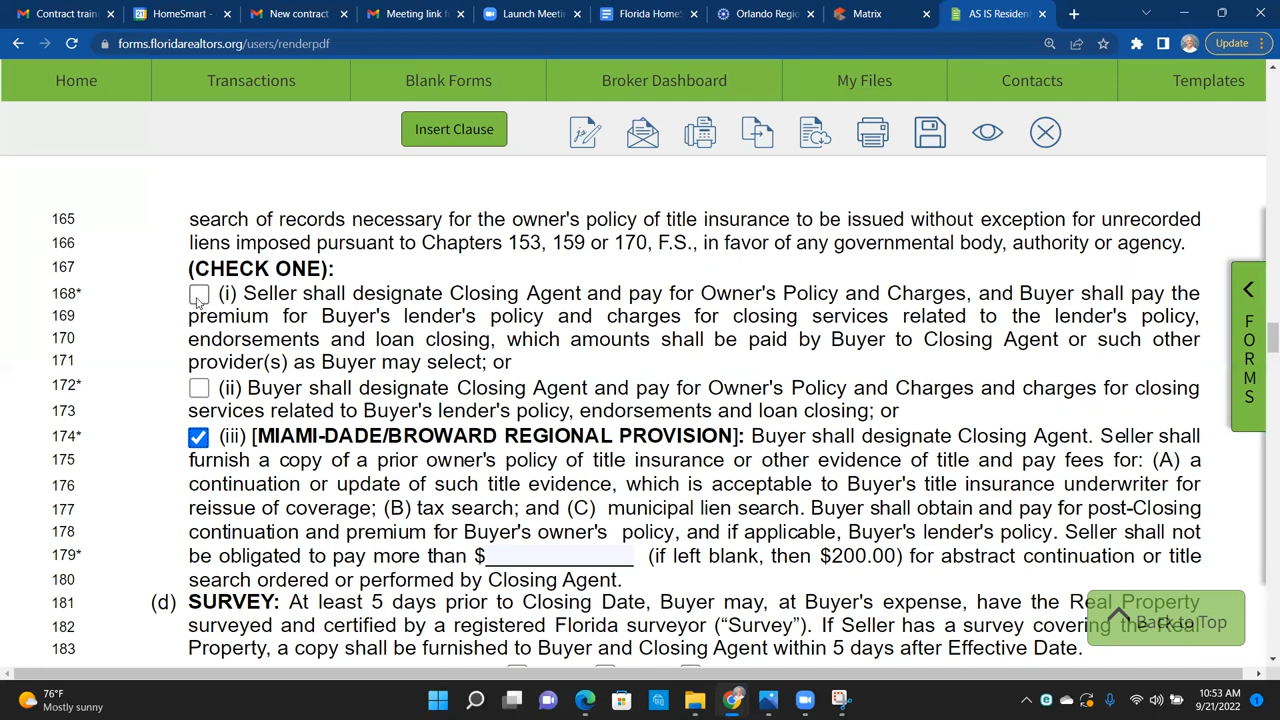 Contract train
HomeSmart -
New contract
Meeting link f
Launch Meeti
Florida HomeS
Orlando Regi
Matrix
AS IS Residen
forms.floridarealtors.org/users/renderpdf
Update
Home
Transactions
Blank Forms
Broker Dashboard
My Files
Contacts
Templates
Insert Clause
165 search of records necessary for the owner's policy of title insurance to be issued without exception for unrecorded
166 liens imposed pursuant to Chapters 153, 159 or 170, F.S., in favor of any governmental body, authority or agency.
167 (CHECK ONE):
168* (i) Seller shall designate Closing Agent and pay for Owner's Policy and Charges, and Buyer shall pay the
169 premium for Buyer's lender's policy and charges for closing services related to the lender's policy,
170 endorsements and loan closing, which amounts shall be paid by Buyer to Closing Agent or such other
171 provider(s) as Buyer may select; or
172* (ii) Buyer shall designate Closing Agent and pay for Owner's Policy and Charges and charges for closing
173 services related to Buyer's lender's policy, endorsements and loan closing; or
174* (iii) [MIAMI-DADE/BROWARD REGIONAL PROVISION]: Buyer shall designate Closing Agent. Seller shall
175 furnish a copy of a prior owner's policy of title insurance or other evidence of title and pay fees for: (A) a
176 continuation or update of such title evidence, which is acceptable to Buyer's title insurance underwriter for
177 reissue of coverage; (B) tax search; and (C) municipal lien search. Buyer shall obtain and pay for post-Closing
178 continuation and premium for Buyer's owner's policy, and if applicable, Buyer's lender's policy. Seller shall not
179* be obligated to pay more than $ (if left blank, then $200.00) for abstract continuation or title
180 search ordered or performed by Closing Agent.
181 (d) SURVEY: At least 5 days prior to Closing Date, Buyer may, at Buyer's expense, have the Real Property
182 surveyed and certified by a registered Florida surveyor (“Survey”). If Seller has a survey covering the Real
183 Property, a copy shall be furnished to Buyer and Closing Agent within 5 days after Effective Date.
FORMS
Back to Top
76°F
Mostly sunny
10:53 AM
9/21/2022
1